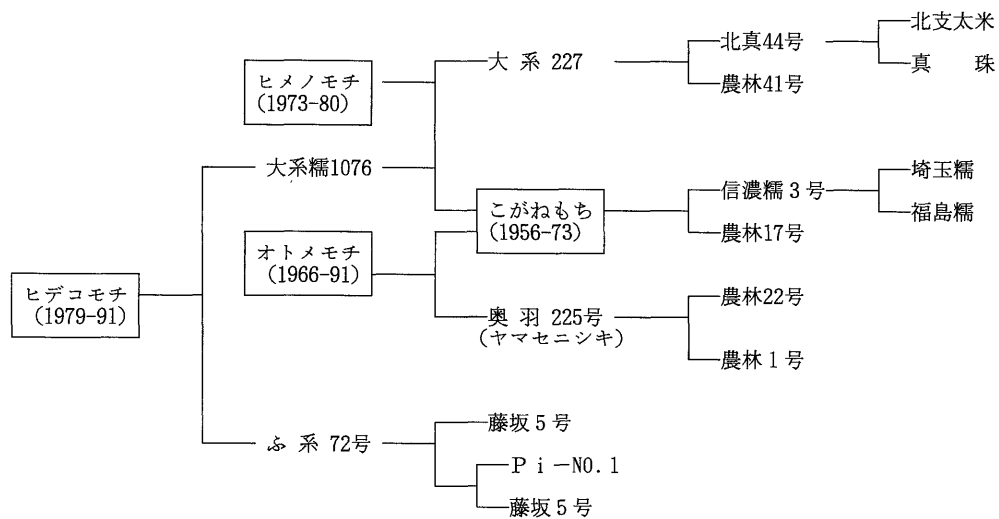 北支太米
大系 227
北真44号
ヒメノモチ
(1973-80)
真 珠
農林41号
大系糯1076
埼玉糯
こがねもち
(1956-73)
信濃糯3号
福島糯
農林17号
オトメモチ
(1966-91)
ヒデコモチ
(1979-91)
農林22号
奥羽 225号
(ヤマセニシキ)
農林1号
藤坂5号
ふ系 72号
Pi-NO.1
藤坂5号